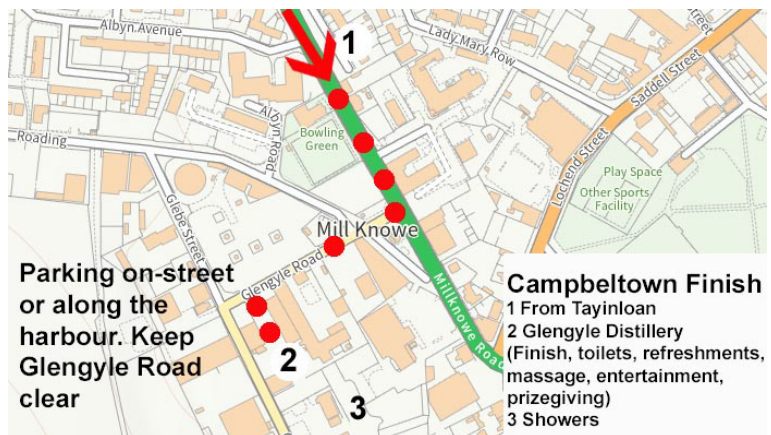 Albyn Avenue
1
Lady Mary Row
Saddell Street
Albyn Road
Roading
Bowling
Green
Lochend Street
Play Space
Other Sports
Facility
Glebe Street
Mill Knowe
Glengyle Road
Millknowe Road
Parking on-street
or along the
harbour. Keep
Glengyle Road
clear
2
3
Campbeltown Finish
1 From Tayinloan
2 Glengyle Distillery
(Finish, toilets, refreshments,
massage, entertainment,
prizegiving)
3 Showers